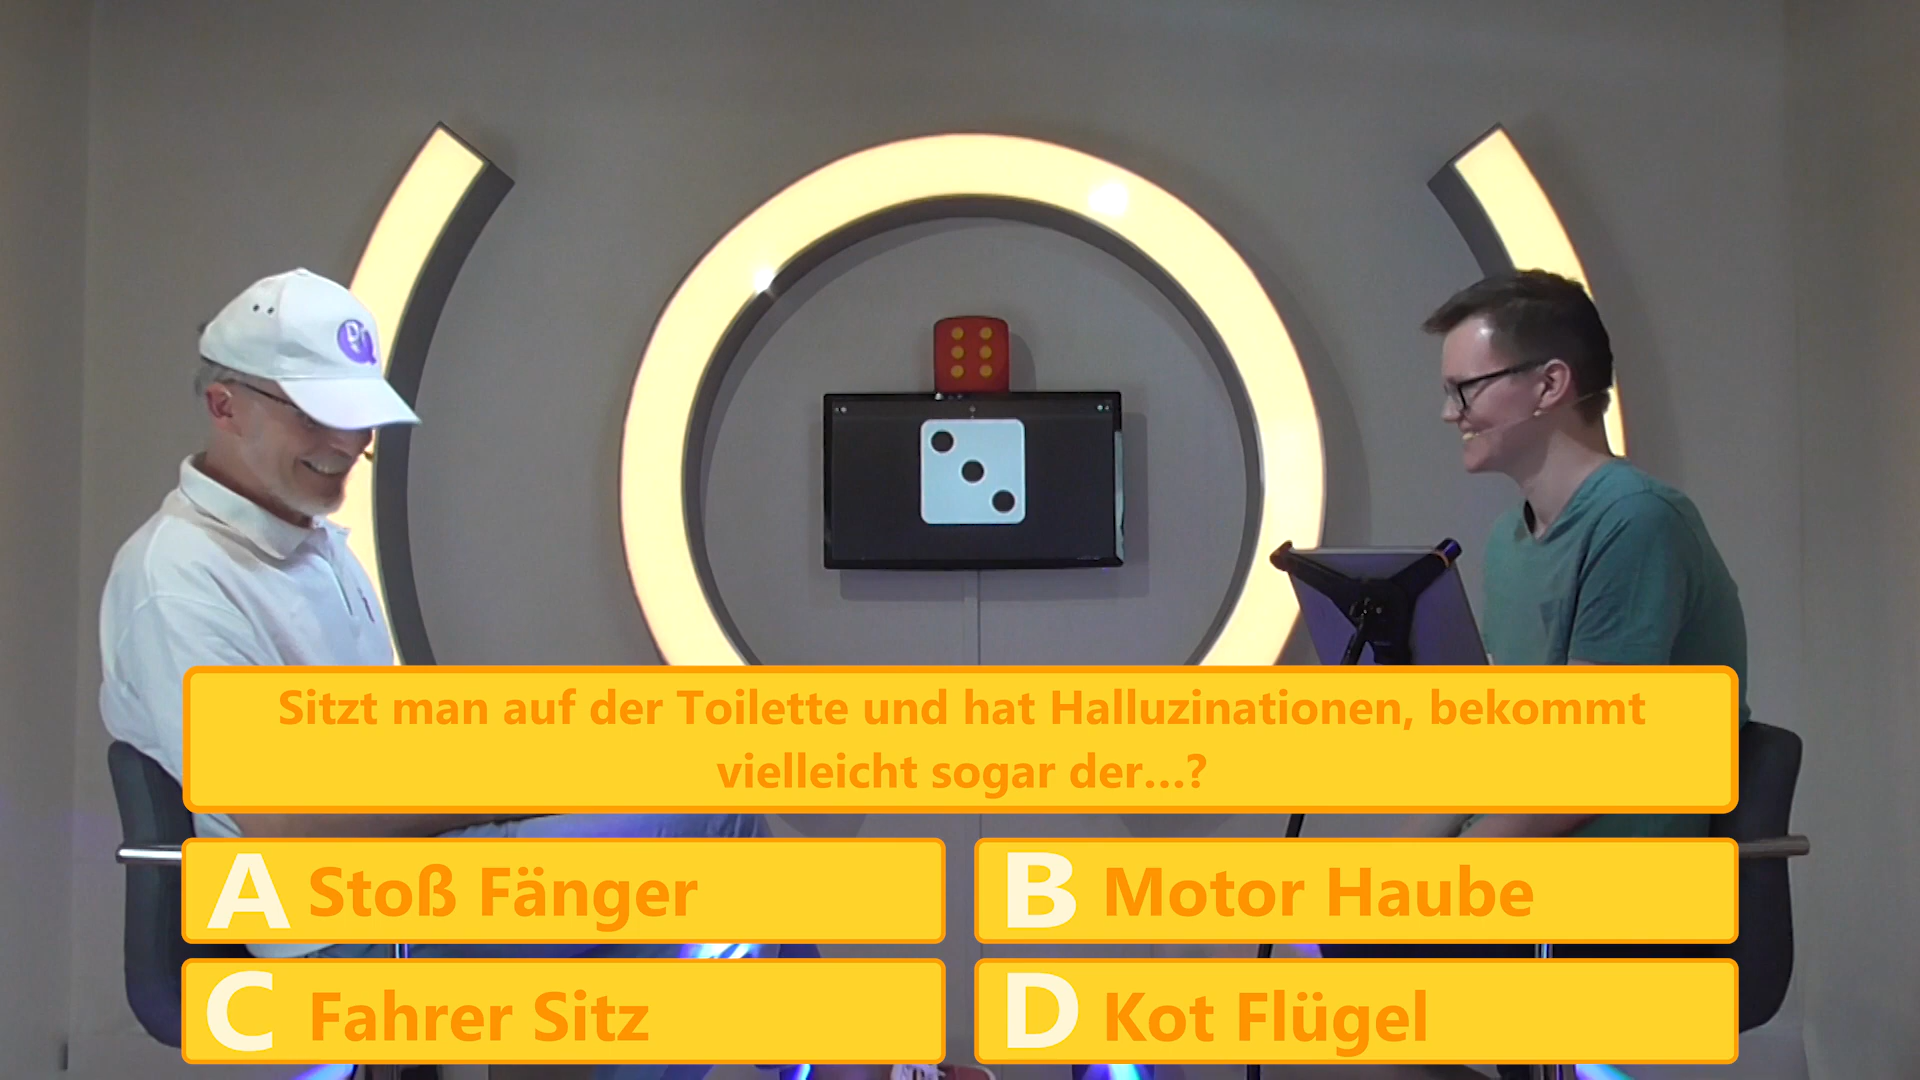 Sitzt man auf der Toilette und hat Halluzinationen, bekommt
vielleicht sogar der...?
A Stoß Fänger
B Motor Haube
C Fahrer Sitz
D Kot Flügel